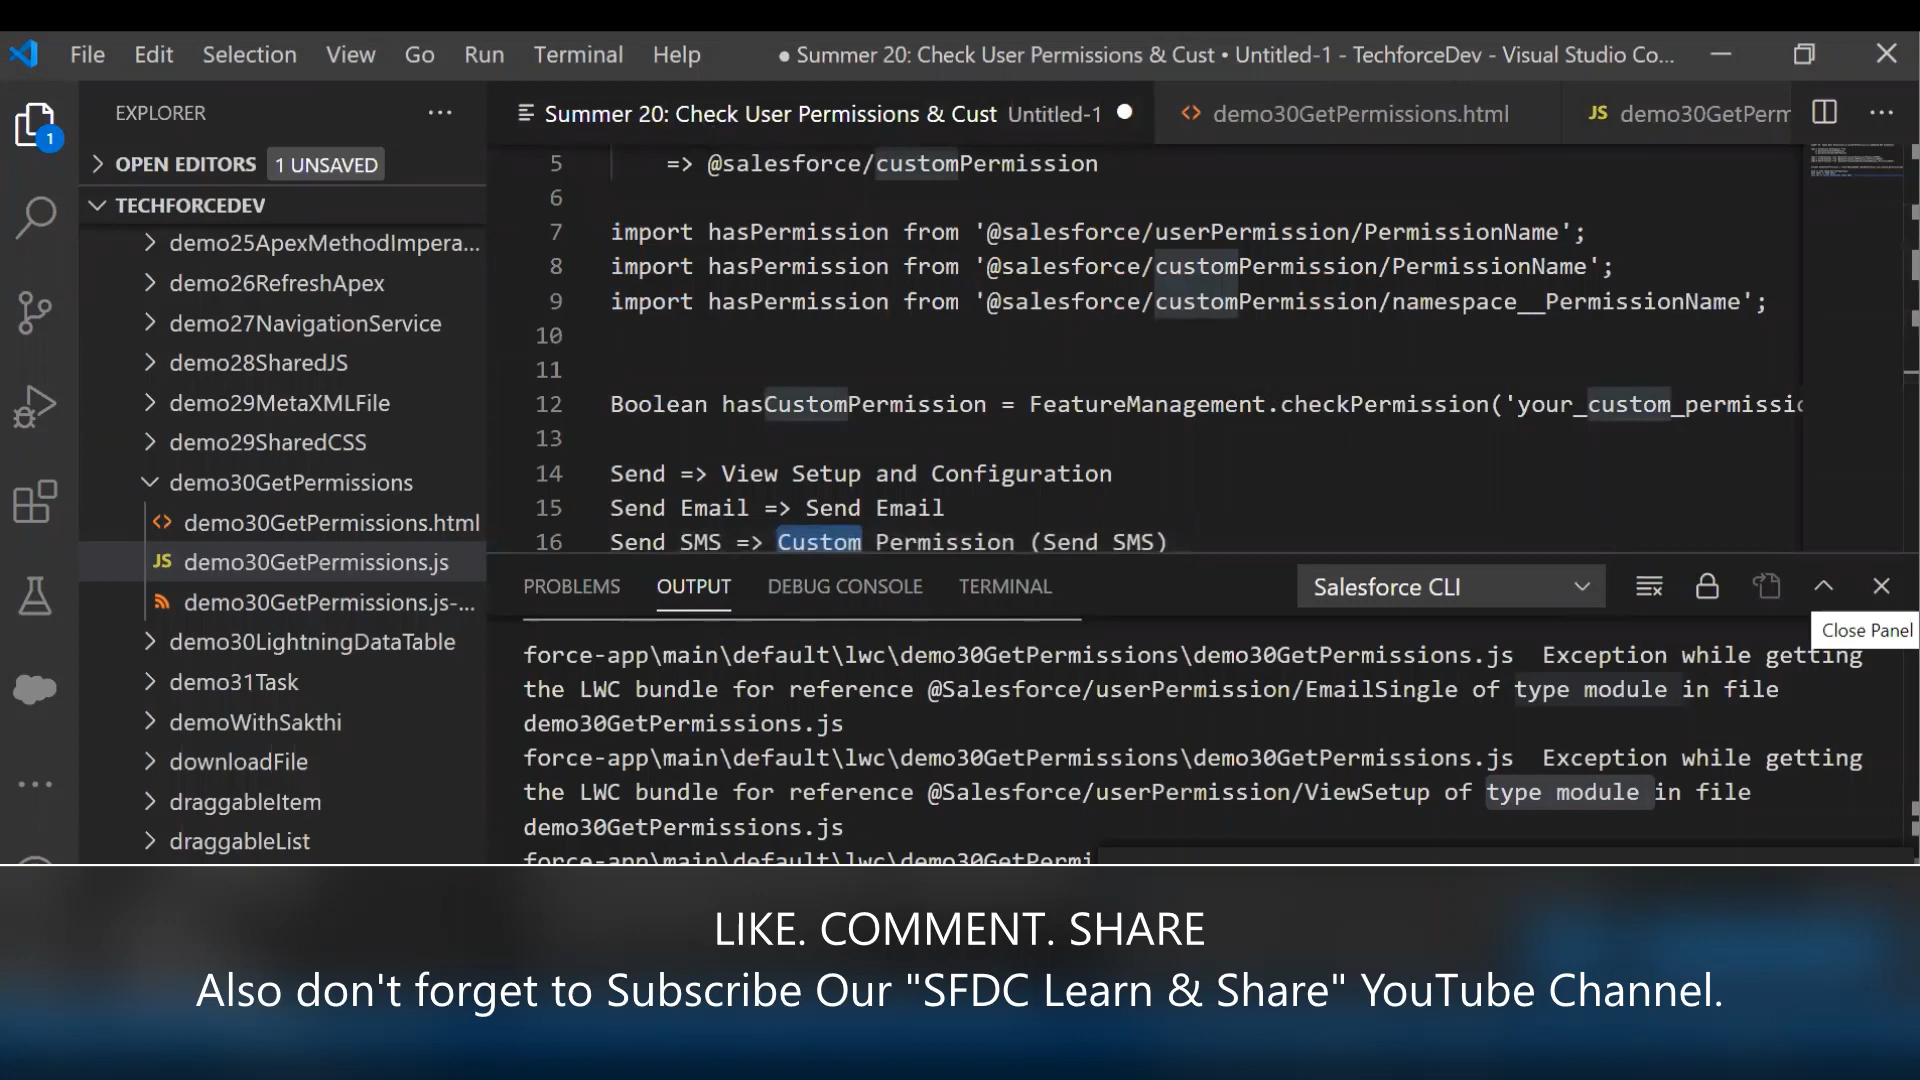 File Edit Selection View Go Run Terminal Help ● Summer 20: Check User Permissions & Cust • Untitled-1 - TechforceDev - Visual Studio Co...
EXPLORER
Summer 20: Check User Permissions & Cust Untitled-1
demo30GetPermissions.html
JS demo30GetPerm
1
OPEN EDITORS 1 UNSAVED
TECHFORCEDEV
demo25ApexMethodImpera...
demo26RefreshApex
demo27NavigationService
demo28SharedJS
demo29MetaXMLFile
demo29SharedCSS
demo30GetPermissions
demo30GetPermissions.html
JS demo30GetPermissions.js
demo30GetPermissions.js-...
demo30LightningDataTable
demo31Task
demoWithSakthi
downloadFile
draggableItem
draggableList
5 => @salesforce/customPermission
6
7 import hasPermission from '@salesforce/userPermission/PermissionName';
8 import hasPermission from '@salesforce/customPermission/PermissionName';
9 import hasPermission from '@salesforce/customPermission/namespace__PermissionName';
10
11
12 Boolean hasCustomPermission = FeatureManagement.checkPermission('your_custom_permissic
13
14 Send => View Setup and Configuration
15 Send Email => Send Email
16 Send SMS => Custom Permission (Send SMS)
PROBLEMS OUTPUT DEBUG CONSOLE TERMINAL Salesforce CLI
Close Panel
force-app\main\default\lwc\demo30GetPermissions\demo30GetPermissions.js Exception while getting
the LWC bundle for reference @Salesforce/userPermission/EmailSingle of type module in file
demo30GetPermissions.js
force-app\main\default\lwc\demo30GetPermissions\demo30GetPermissions.js Exception while getting
the LWC bundle for reference @Salesforce/userPermission/ViewSetup of type module in file
demo30GetPermissions.js
force-app\main\default\lwc\demo30GetPermi
LIKE. COMMENT. SHARE
Also don't forget to Subscribe Our "SFDC Learn & Share" YouTube Channel.